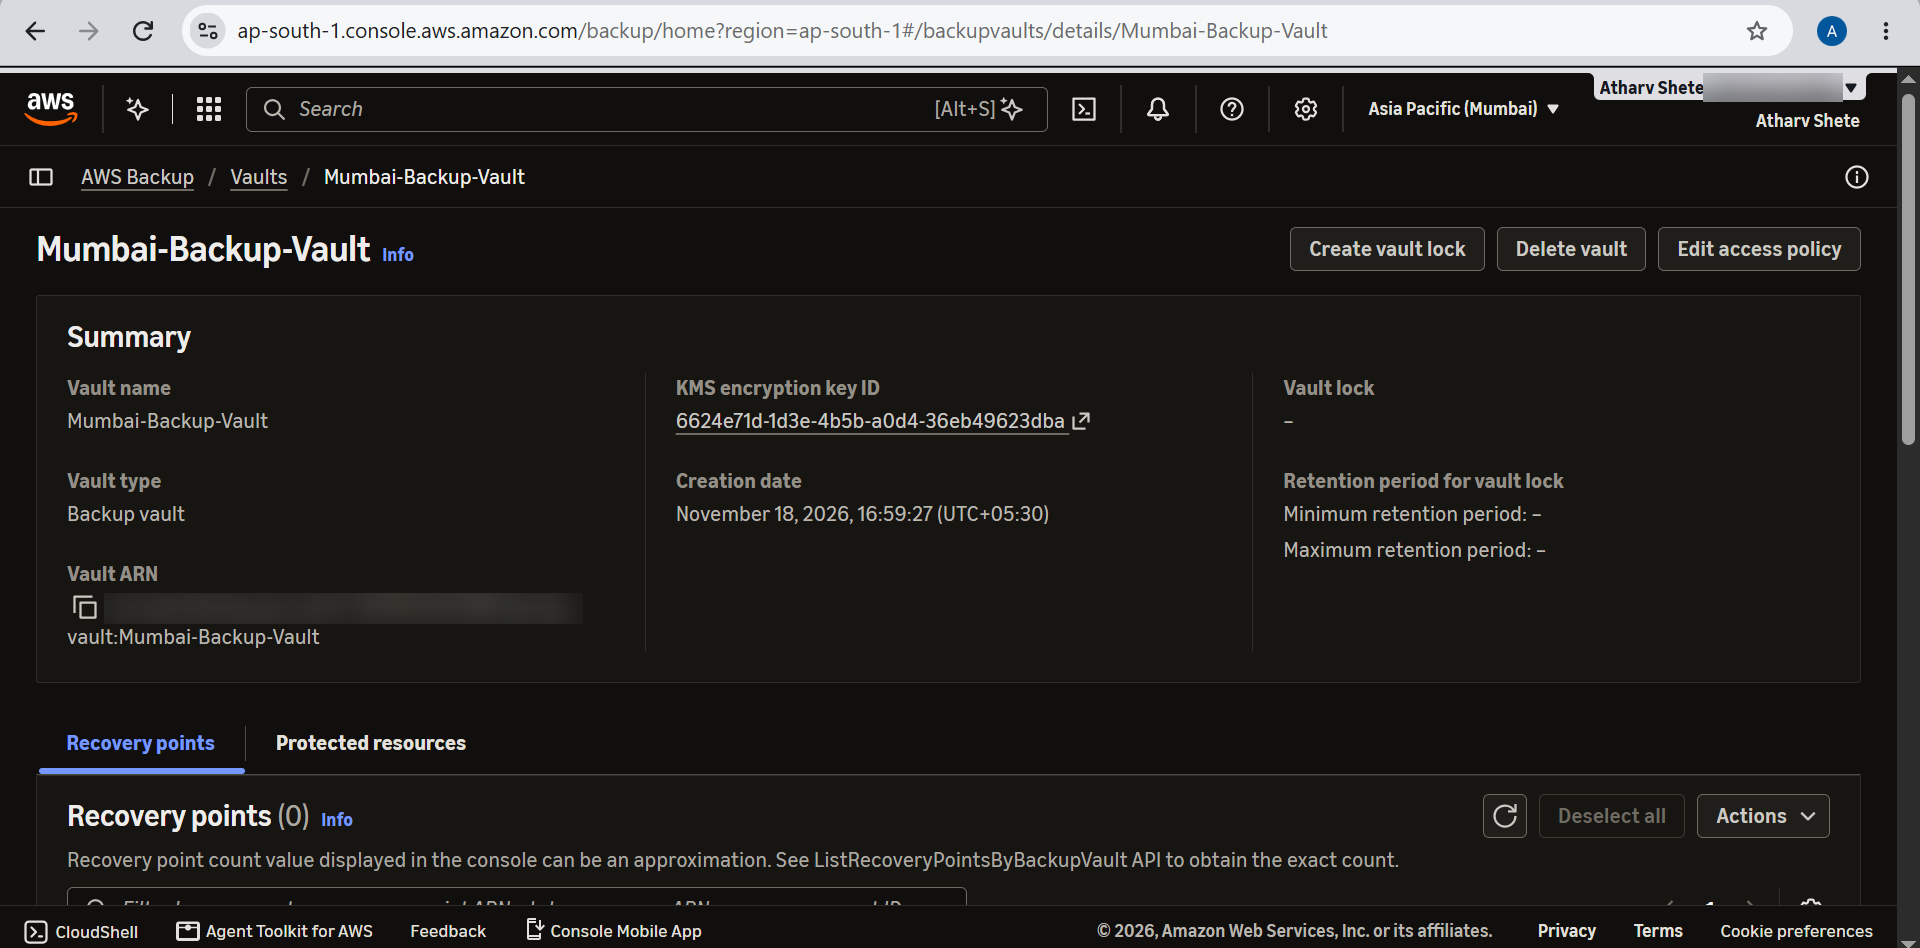 ap-south-1.console.aws.amazon.com/backup/home?region=ap-south-1#/backupvaults/details/Mumbai-Backup-Vault
A
aws
Search
[Alt+S]
Asia Pacific (Mumbai)
Atharv Shete
Atharv Shete
AWS Backup / Vaults / Mumbai-Backup-Vault
Mumbai-Backup-Vault Info
Create vault lock
Delete vault
Edit access policy
Summary
Vault name
Mumbai-Backup-Vault
Vault type
Backup vault
Vault ARN
vault:Mumbai-Backup-Vault
KMS encryption key ID
6624e71d-1d3e-4b5b-a0d4-36eb49623dba
Creation date
November 18, 2026, 16:59:27 (UTC+05:30)
Vault lock
–
Retention period for vault lock
Minimum retention period: –
Maximum retention period: –
Recovery points
Protected resources
Recovery points (0) Info
Deselect all
Actions
Recovery point count value displayed in the console can be an approximation. See ListRecoveryPointsByBackupVault API to obtain the exact count.
CloudShell
Agent Toolkit for AWS
Feedback
Console Mobile App
© 2026, Amazon Web Services, Inc. or its affiliates.
Privacy
Terms
Cookie preferences